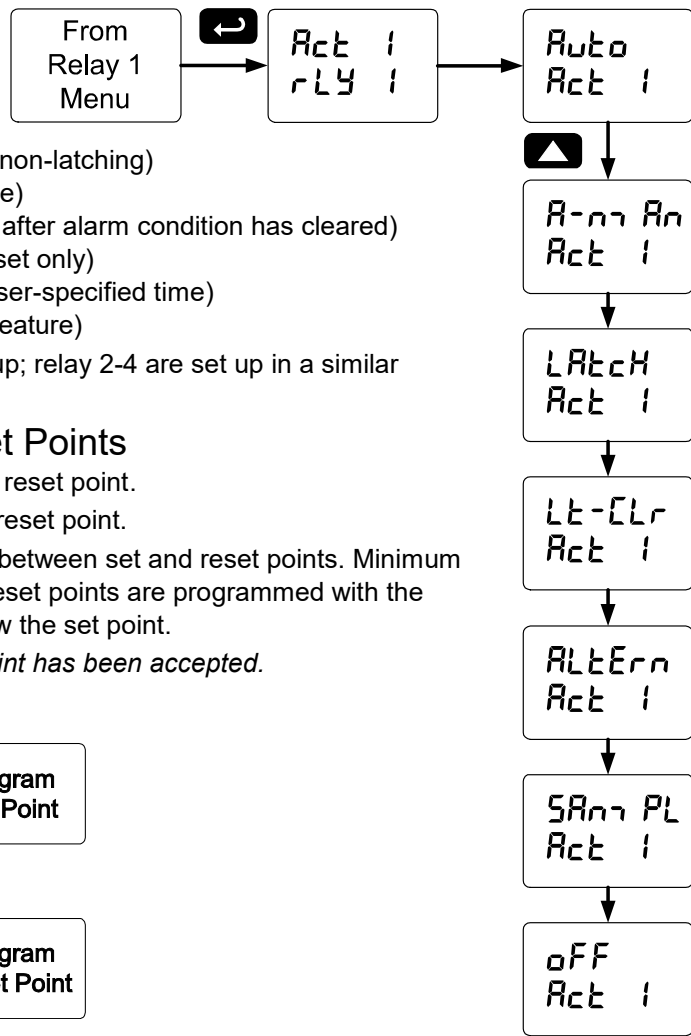 From
Relay 1
Menu
Act 1
rLY 1
Auto
Act 1
non-latching)
e)
after alarm condition has cleared)
set only)
ser-specified time)
eature)
up; relay 2-4 are set up in a similar
A-m An
Act 1
LAtcH
Act 1
et Points
reset point.
reset point.
between set and reset points. Minimum
eset points are programmed with the
w the set point.
int has been accepted.
Lt-CLr
Act 1
ALtErn
Act 1
gram
Point
SAm PL
Act 1
gram
t Point
oFF
Act 1